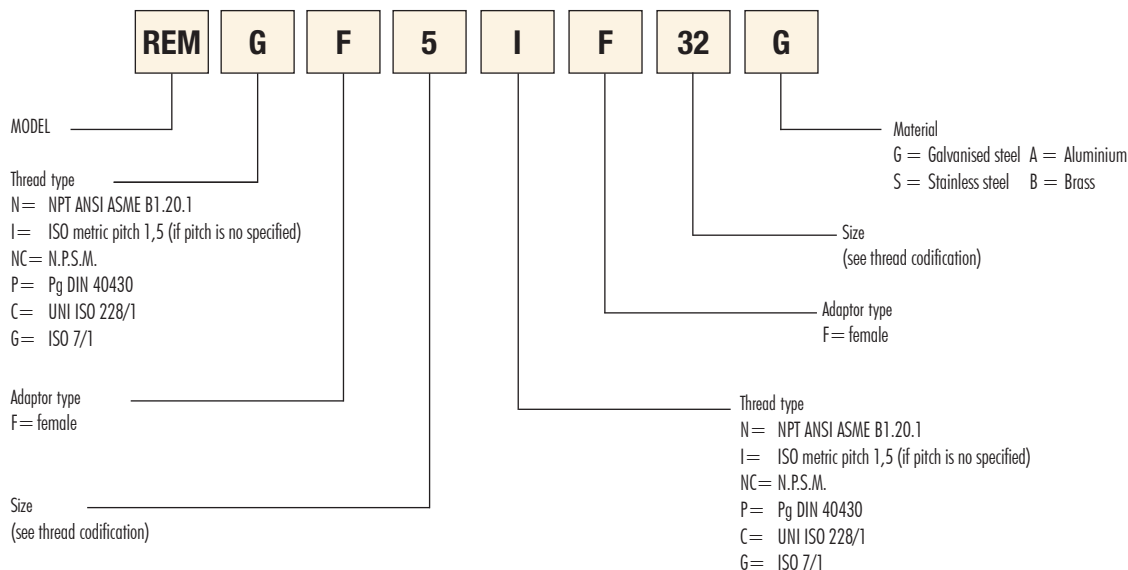 REM G F 5 I F 32 G
MODEL
Thread type
N= NPT ANSI ASME B1.20.1
I= ISO metric pitch 1,5 (if pitch is no specified)
NC= N.P.S.M.
P= Pg DIN 40430
C= UNI ISO 228/1
G= ISO 7/1
Adaptor type
F= female
Size
(see thread codification)
Material
G = Galvanised steel A = Aluminium
S = Stainless steel B = Brass
Size
(see thread codification)
Adaptor type
F= female
Thread type
N= NPT ANSI ASME B1.20.1
I= ISO metric pitch 1,5 (if pitch is no specified)
NC= N.P.S.M.
P= Pg DIN 40430
C= UNI ISO 228/1
G= ISO 7/1